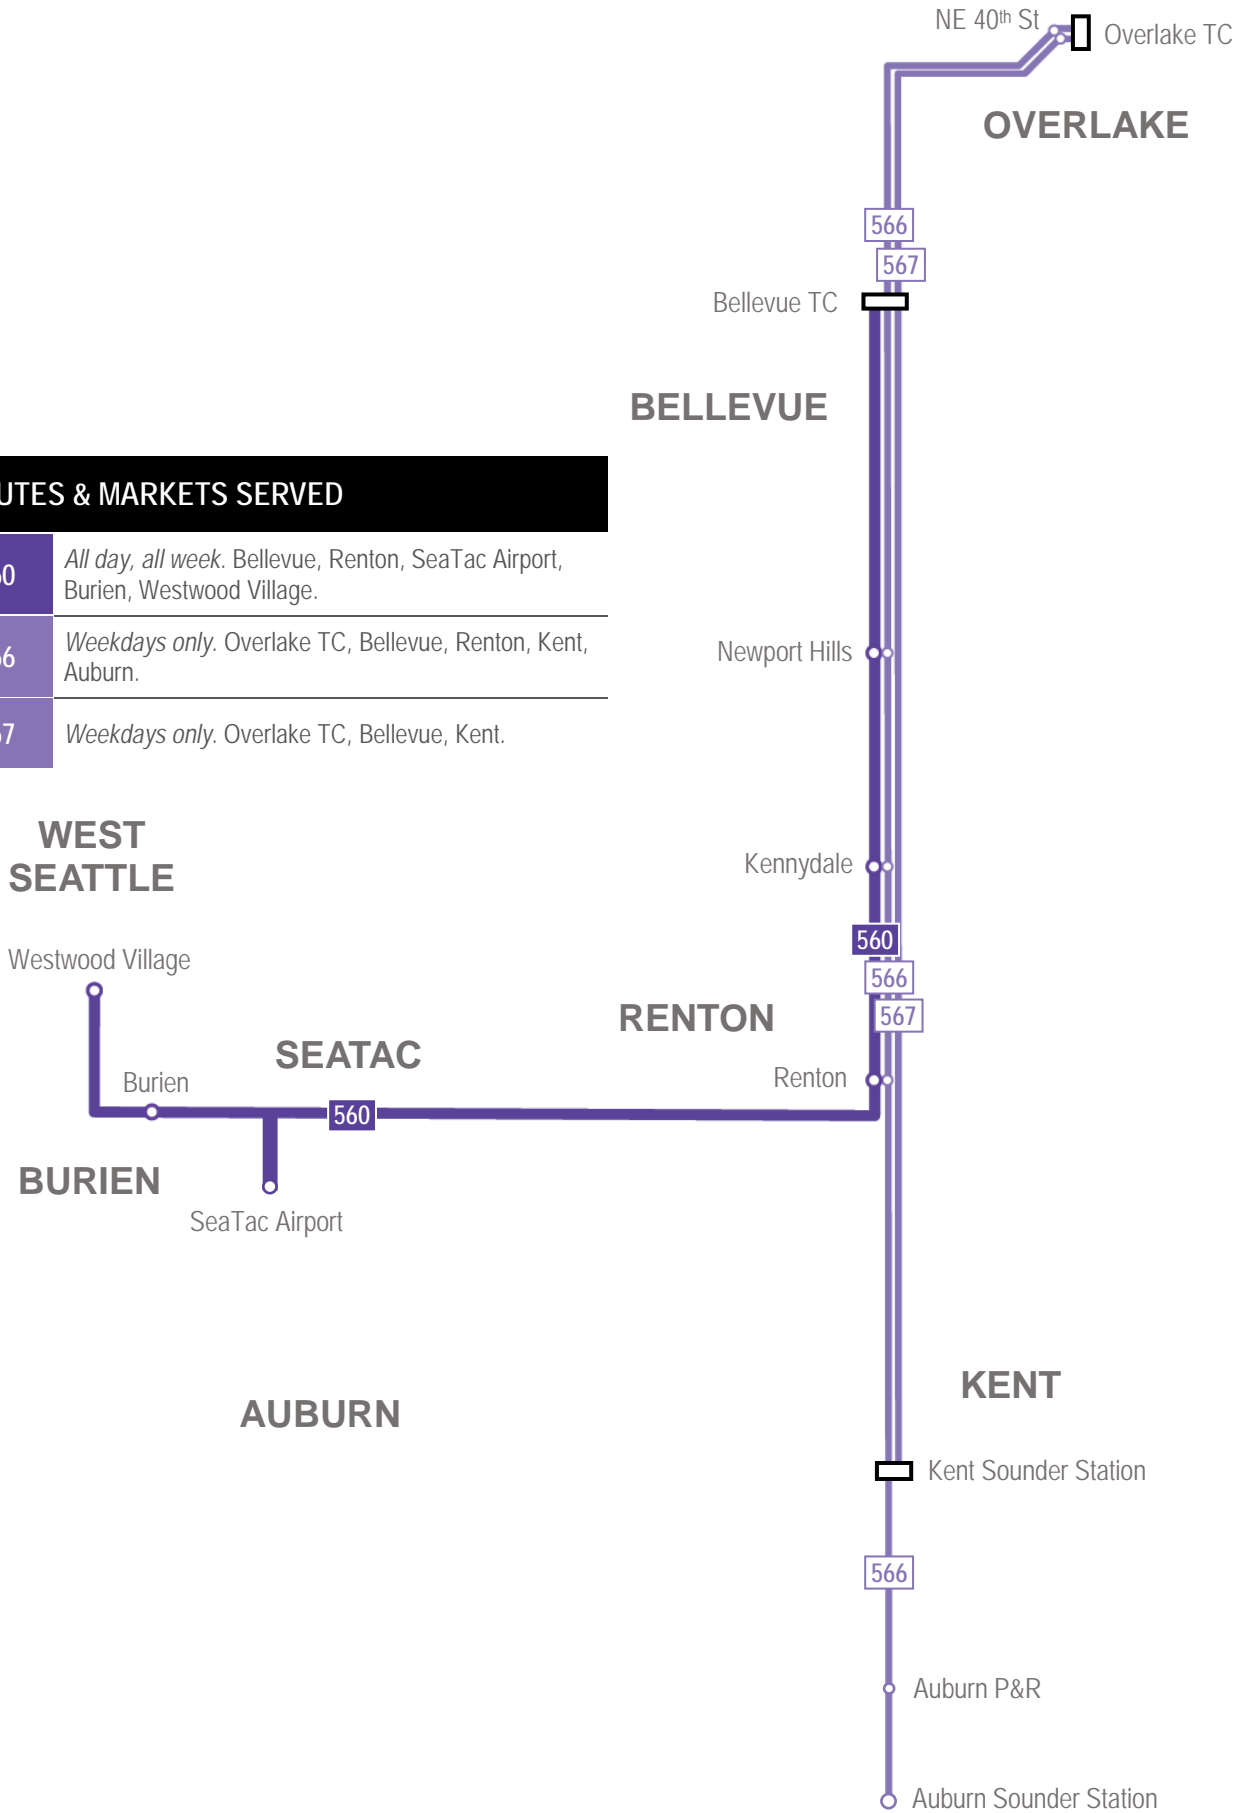 NE 40th St
Overlake TC
OVERLAKE
566
567
Bellevue TC
BELLEVUE
UTES & MARKETS SERVED
60
All day, all week. Bellevue, Renton, SeaTac Airport,
Burien, Westwood Village.
66
Weekdays only. Overlake TC, Bellevue, Renton, Kent,
Auburn.
67
Weekdays only. Overlake TC, Bellevue, Kent.
Newport Hills
WEST
SEATTLE
Kennydale
560
566
567
Westwood Village
RENTON
SEATAC
Renton
Burien
560
BURIEN
SeaTac Airport
KENT
AUBURN
Kent Sounder Station
566
Auburn P&R
Auburn Sounder Station